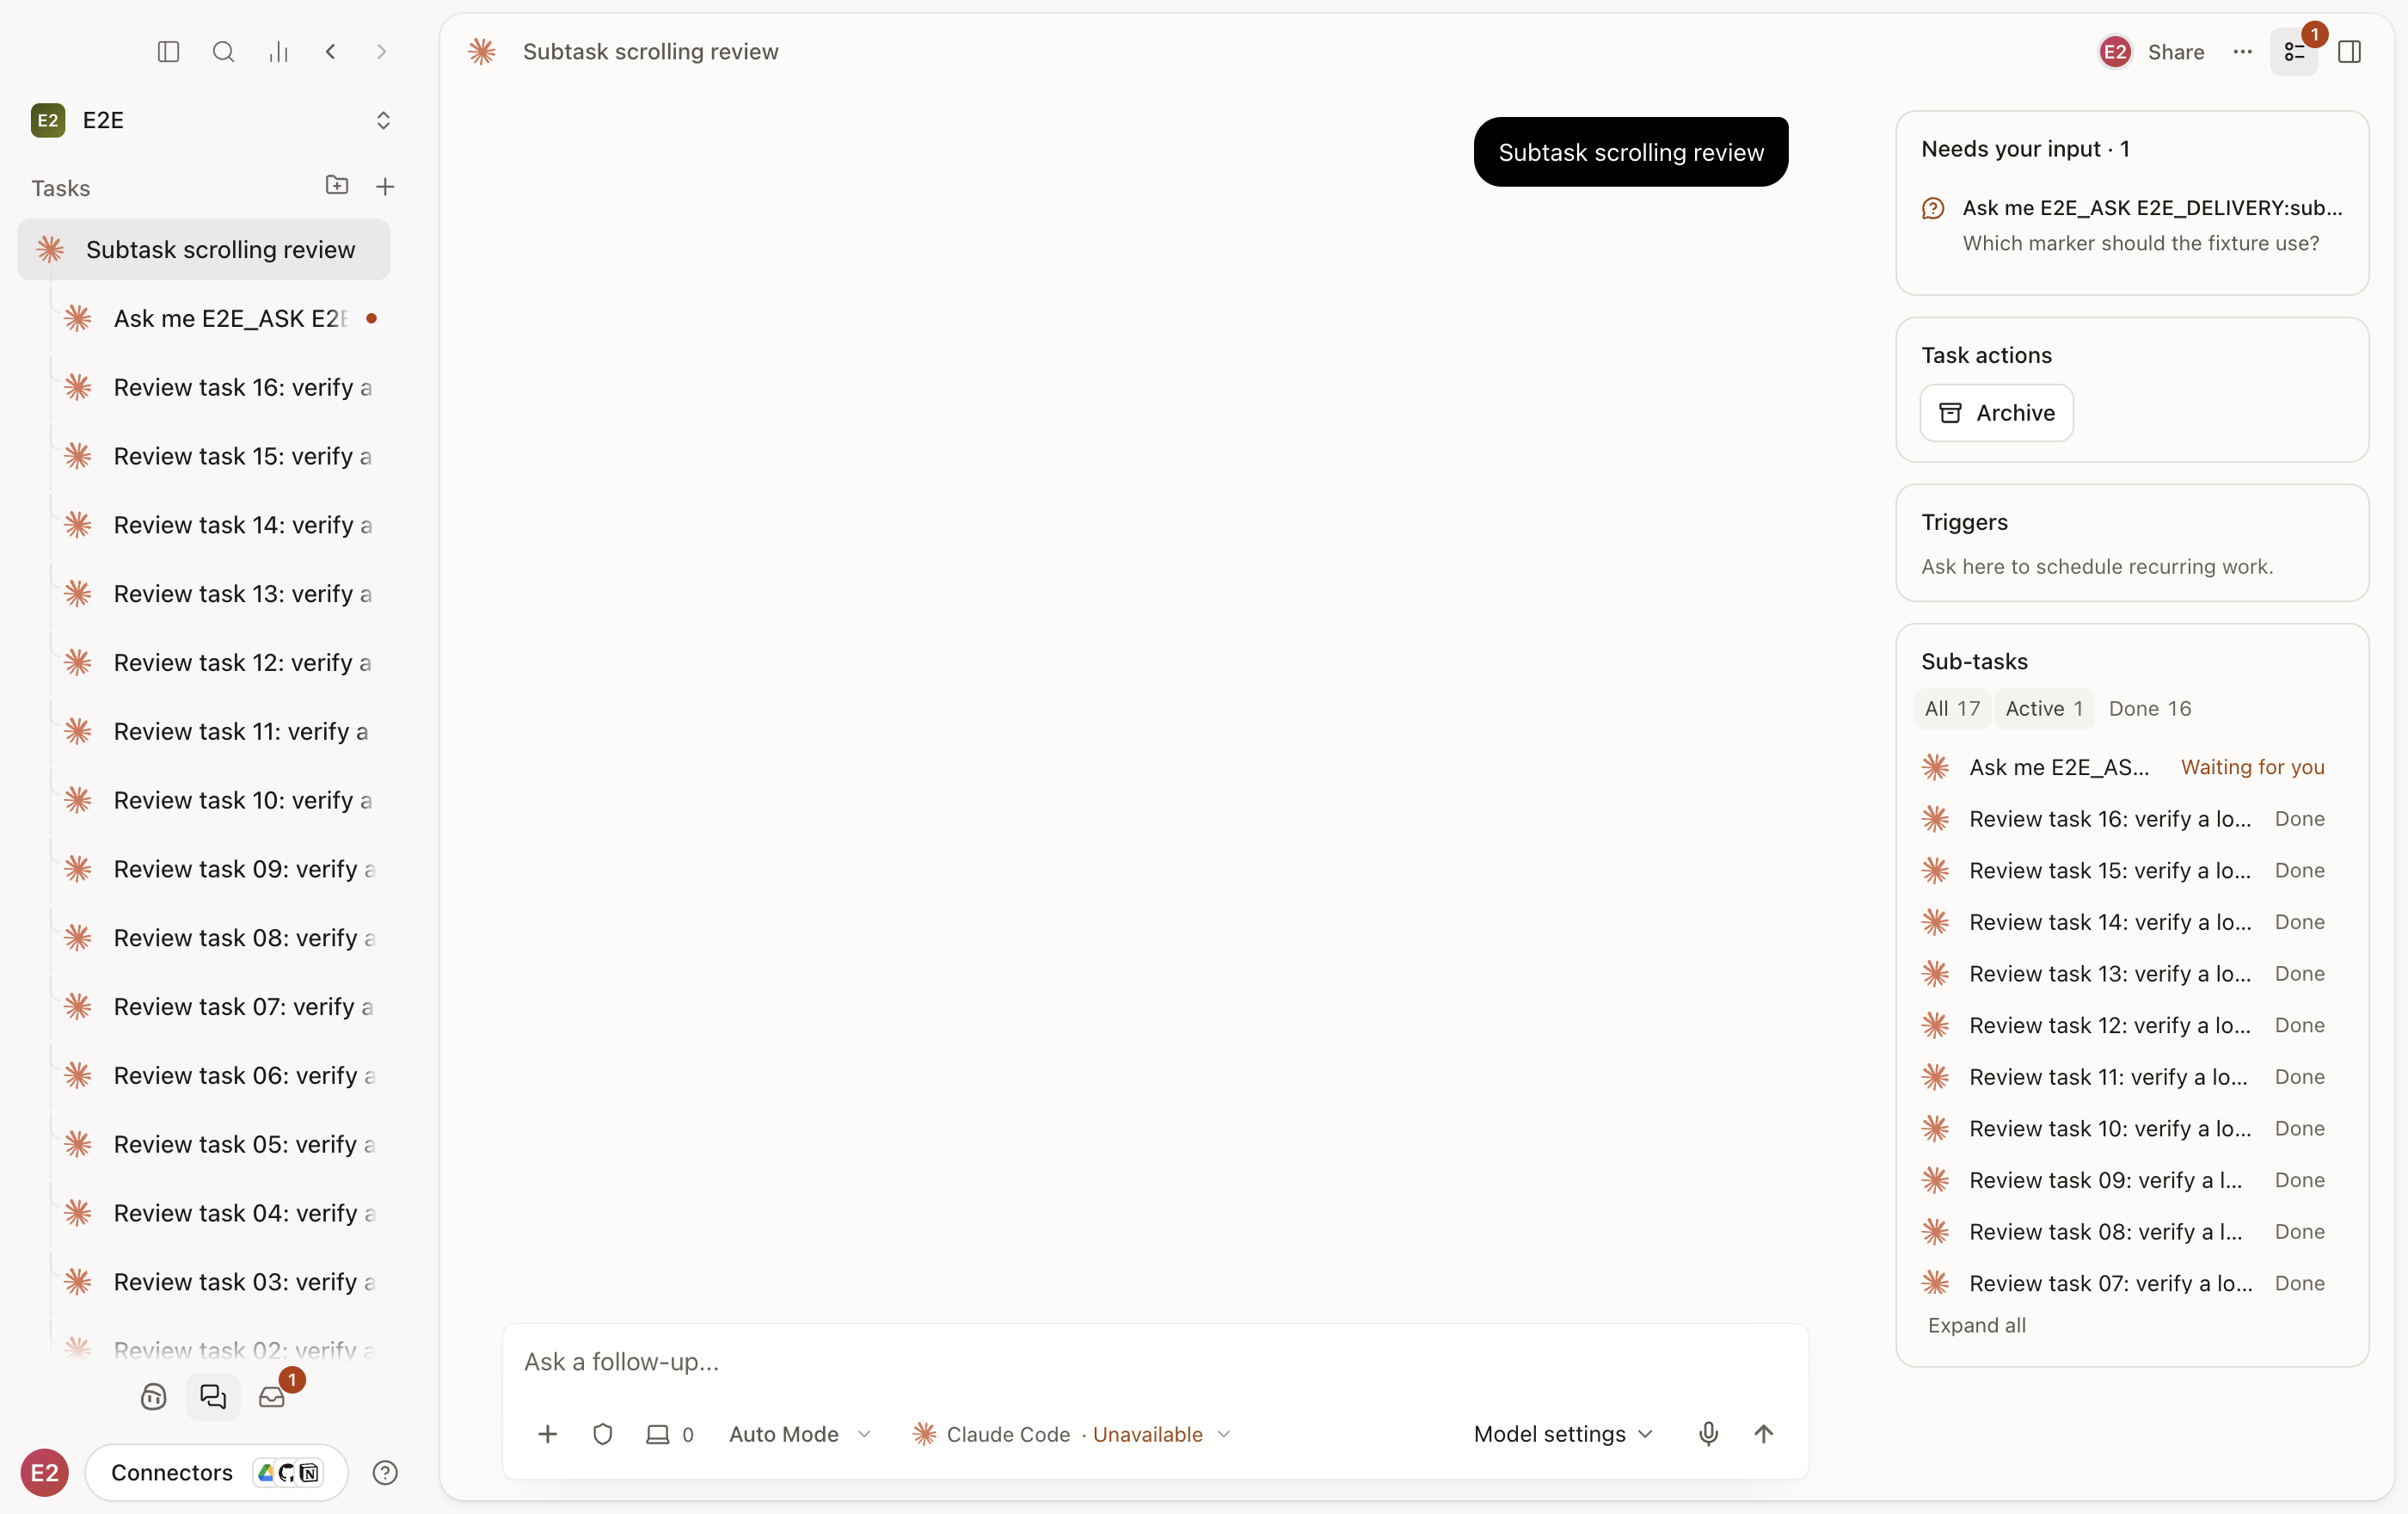 Subtask scrolling review
E2 Share
1
E2 E2E
Tasks
Subtask scrolling review
Ask me E2E_ASK E2E
Review task 16: verify a
Review task 15: verify a
Review task 14: verify a
Review task 13: verify a
Review task 12: verify a
Review task 11: verify a
Review task 10: verify a
Review task 09: verify a
Review task 08: verify a
Review task 07: verify a
Review task 06: verify a
Review task 05: verify a
Review task 04: verify a
Review task 03: verify a
Review task 02: verify a
1
E2 Connectors
Subtask scrolling review
Ask a follow-up...
0 Auto Mode Claude Code · Unavailable Model settings
Needs your input · 1
Ask me E2E_ASK E2E_DELIVERY:sub...
Which marker should the fixture use?
Task actions
Archive
Triggers
Ask here to schedule recurring work.
Sub-tasks
All 17 Active 1 Done 16
Ask me E2E_AS... Waiting for you
Review task 16: verify a lo... Done
Review task 15: verify a lo... Done
Review task 14: verify a lo... Done
Review task 13: verify a lo... Done
Review task 12: verify a lo... Done
Review task 11: verify a lo... Done
Review task 10: verify a lo... Done
Review task 09: verify a l... Done
Review task 08: verify a l... Done
Review task 07: verify a lo... Done
Expand all